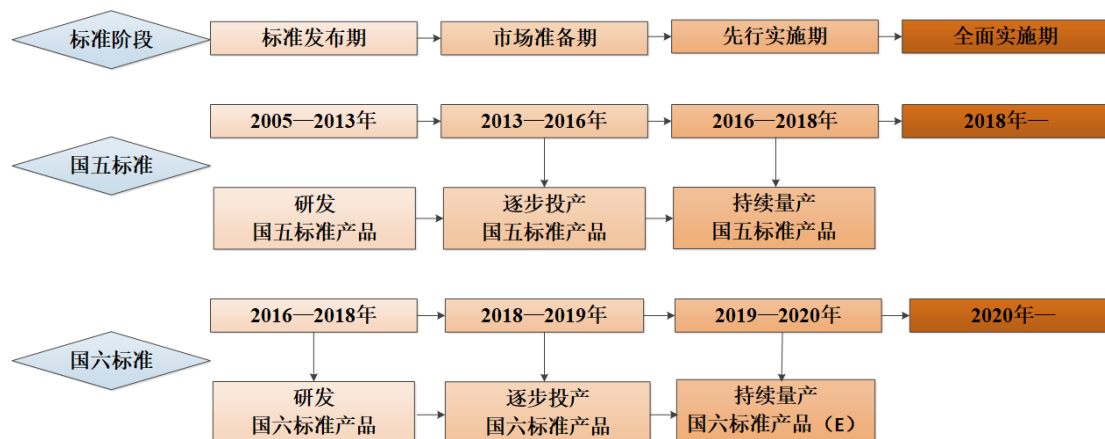 标准阶段
标准发布期
市场准备期
先行实施期
全面实施期
国五标准
2005—2013年
2013—2016年
2016—2018年
2018年—
研发
国五标准产品
逐步投产
国五标准产品
持续量产
国五标准产品
国六标准
2016—2018年
2018—2019年
2019—2020年
2020年—
研发
国六标准产品
逐步投产
国六标准产品
持续量产
国六标准产品（E）